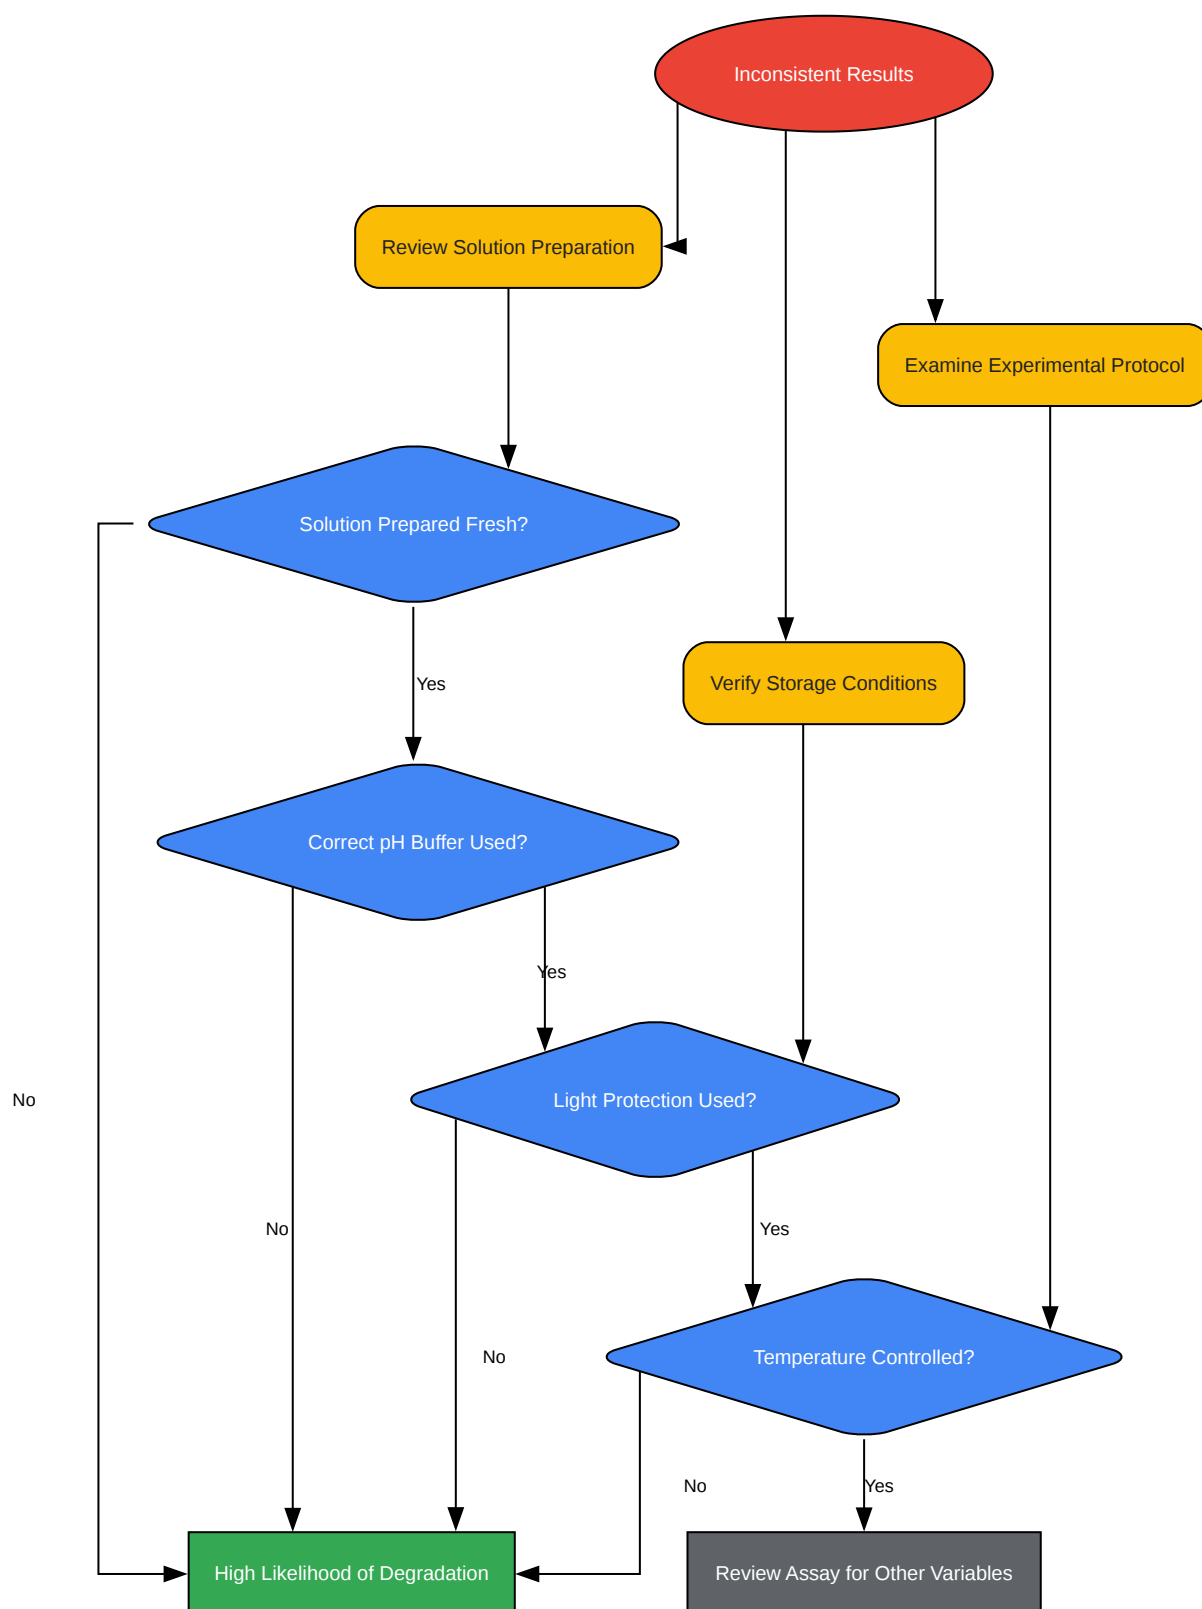 Inconsistent Results
Review Solution Preparation
Examine Experimental Protocol
Solution Prepared Fresh?
Yes
Verify Storage Conditions
Correct pH Buffer Used?
Yes
No
Light Protection Used?
No
Yes
No
Temperature Controlled?
No
Yes
High Likelihood of Degradation
Review Assay for Other Variables